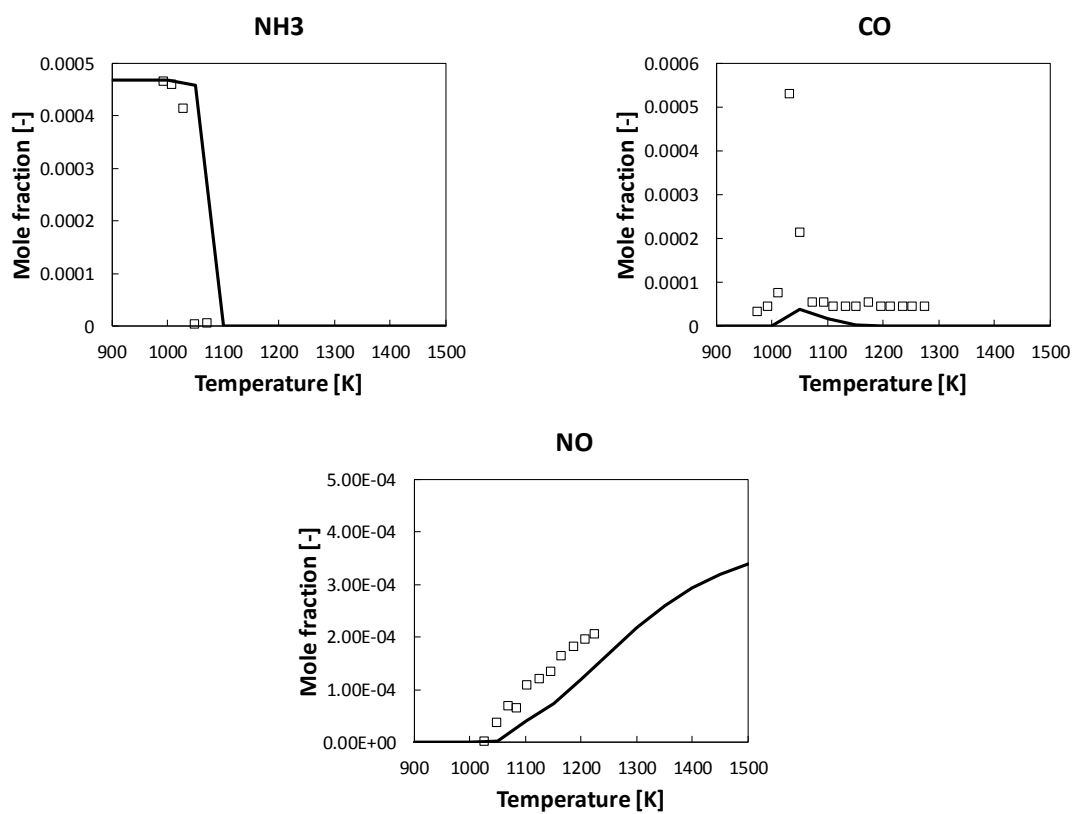 NH3
Mole fraction [-]
0.0005
0.0004
0.0003
0.0002
0.0001
0
900 1000 1100 1200 1300 1400 1500
Temperature [K]
CO
Mole fraction [-]
0.0006
0.0005
0.0004
0.0003
0.0002
0.0001
0
900 1000 1100 1200 1300 1400 1500
Temperature [K]
NO
Mole fraction [-]
5.00E-04
4.00E-04
3.00E-04
2.00E-04
1.00E-04
0.00E+00
900 1000 1100 1200 1300 1400 1500
Temperature [K]